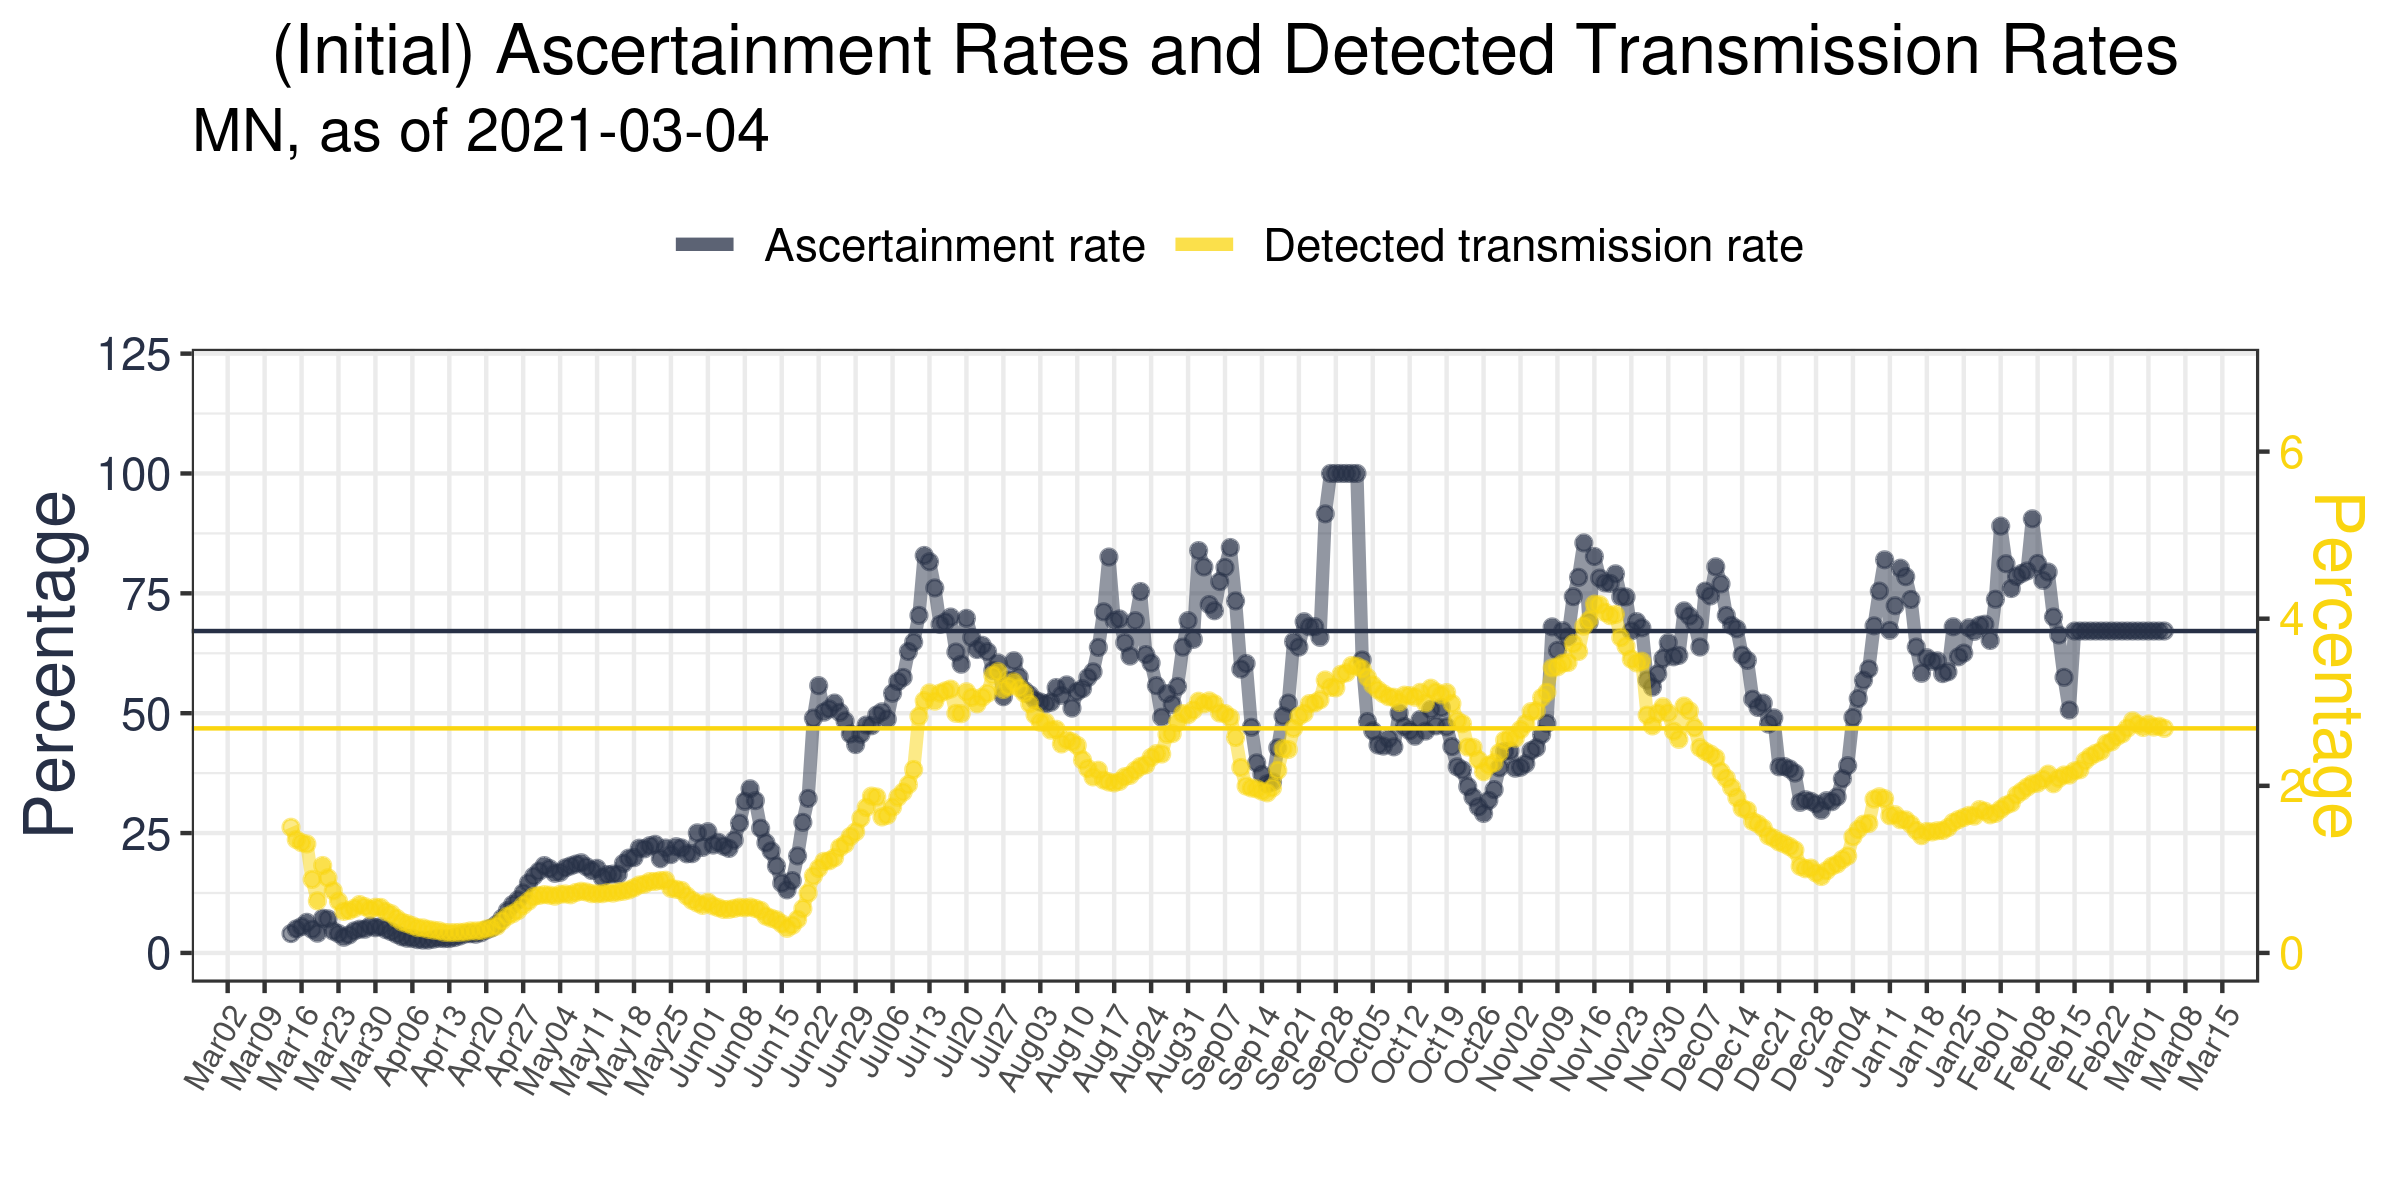 (Initial) Ascertainment Rates and Detected Transmission Rates
MN, as of 2021-03-04
Ascertainment rate
Detected transmission rate
Percentage
125
100
75
50
25
0
6
4
2
0
Percentage
Mar02
Mar09
Mar16
Mar23
Mar30
Apr06
Apr13
Apr20
Apr27
May04
May11
May18
May25
Jun01
Jun08
Jun15
Jun22
Jun29
Jul06
Jul13
Jul20
Jul27
Aug03
Aug10
Aug17
Aug24
Aug31
Sep07
Sep14
Sep21
Sep28
Oct05
Oct12
Oct19
Oct26
Nov02
Nov09
Nov16
Nov23
Nov30
Dec07
Dec14
Dec21
Dec28
Jan04
Jan11
Jan18
Jan25
Feb01
Feb08
Feb15
Feb22
Mar01
Mar08
Mar15